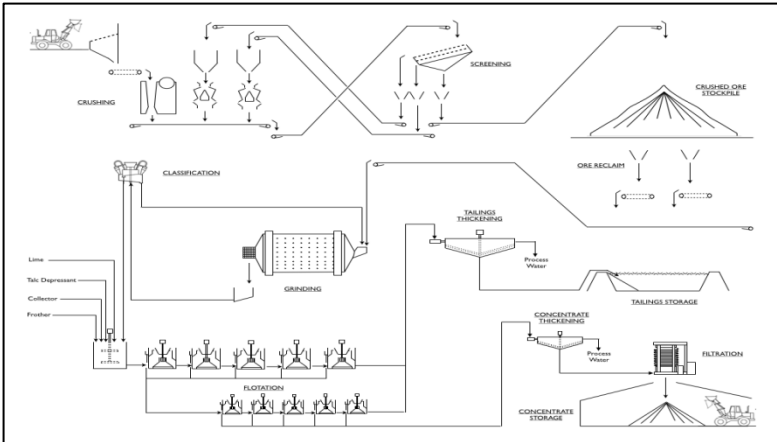 SCREENING
CRUSHING
CRUSHED ORE
STOCKPILE
ORE RECLAIM
CLASSIFICATION
TAILINGS
THICKENING
Process
Water
GRINDING
TAILINGS STORAGE
Lime
Talc Depressant
Collector
Frother
CONCENTRATE
THICKENING
Process
Water
FILTRATION
FLOTATION
CONCENTRATE
STORAGE